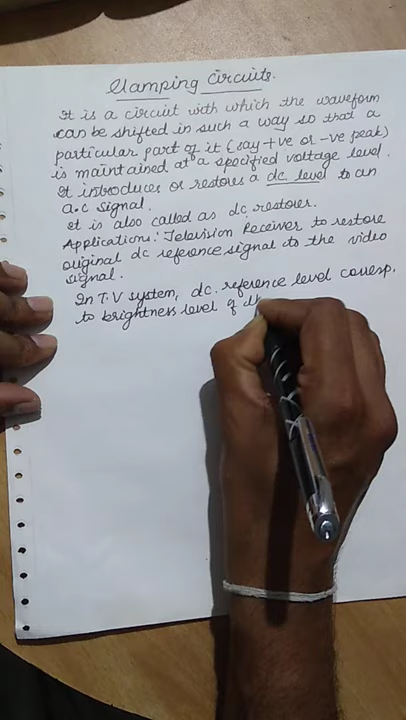 Clamping Circuits.
It is a circuit with which the waveform
can be shifted in such a way so that a
particular part of it (say +ve or -ve peak)
is maintained at a specified voltage level.
It introduces or restores a dc level to an
a.c signal.
It is also called as dc restorer.
Applications: Television Receiver to restore
original dc reference signal to the video
signal.
In T.V system, dc. reference level corresp.
to brightness level of